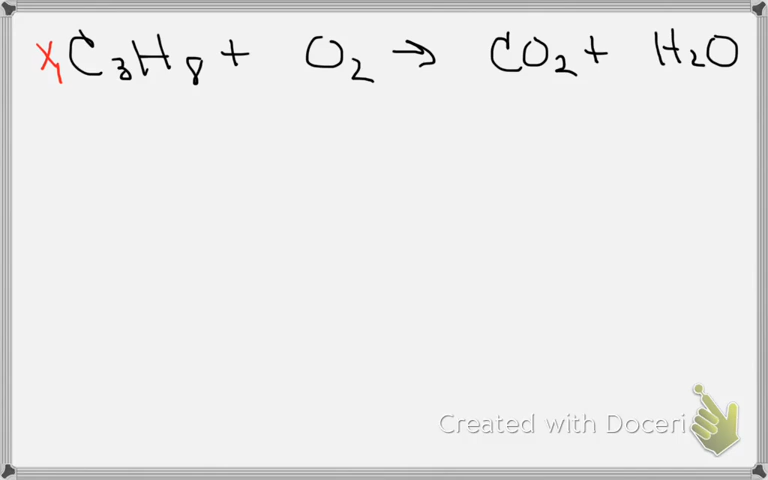 x₁C₃H₈ + O₂ → CO₂ + H₂O
Created with Doceri